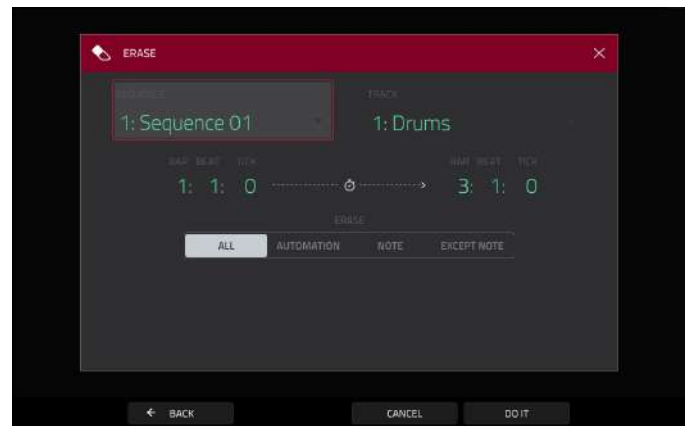 ERASE
SEQUENCE TRACK
1: Sequence 01 1: Drums
BAR BEAT TICK BAR BEAT TICK
1: 1: 0 3: 1: 0
ERASE
ALL AUTOMATION NOTE EXCEPT NOTE
BACK CANCEL DO IT